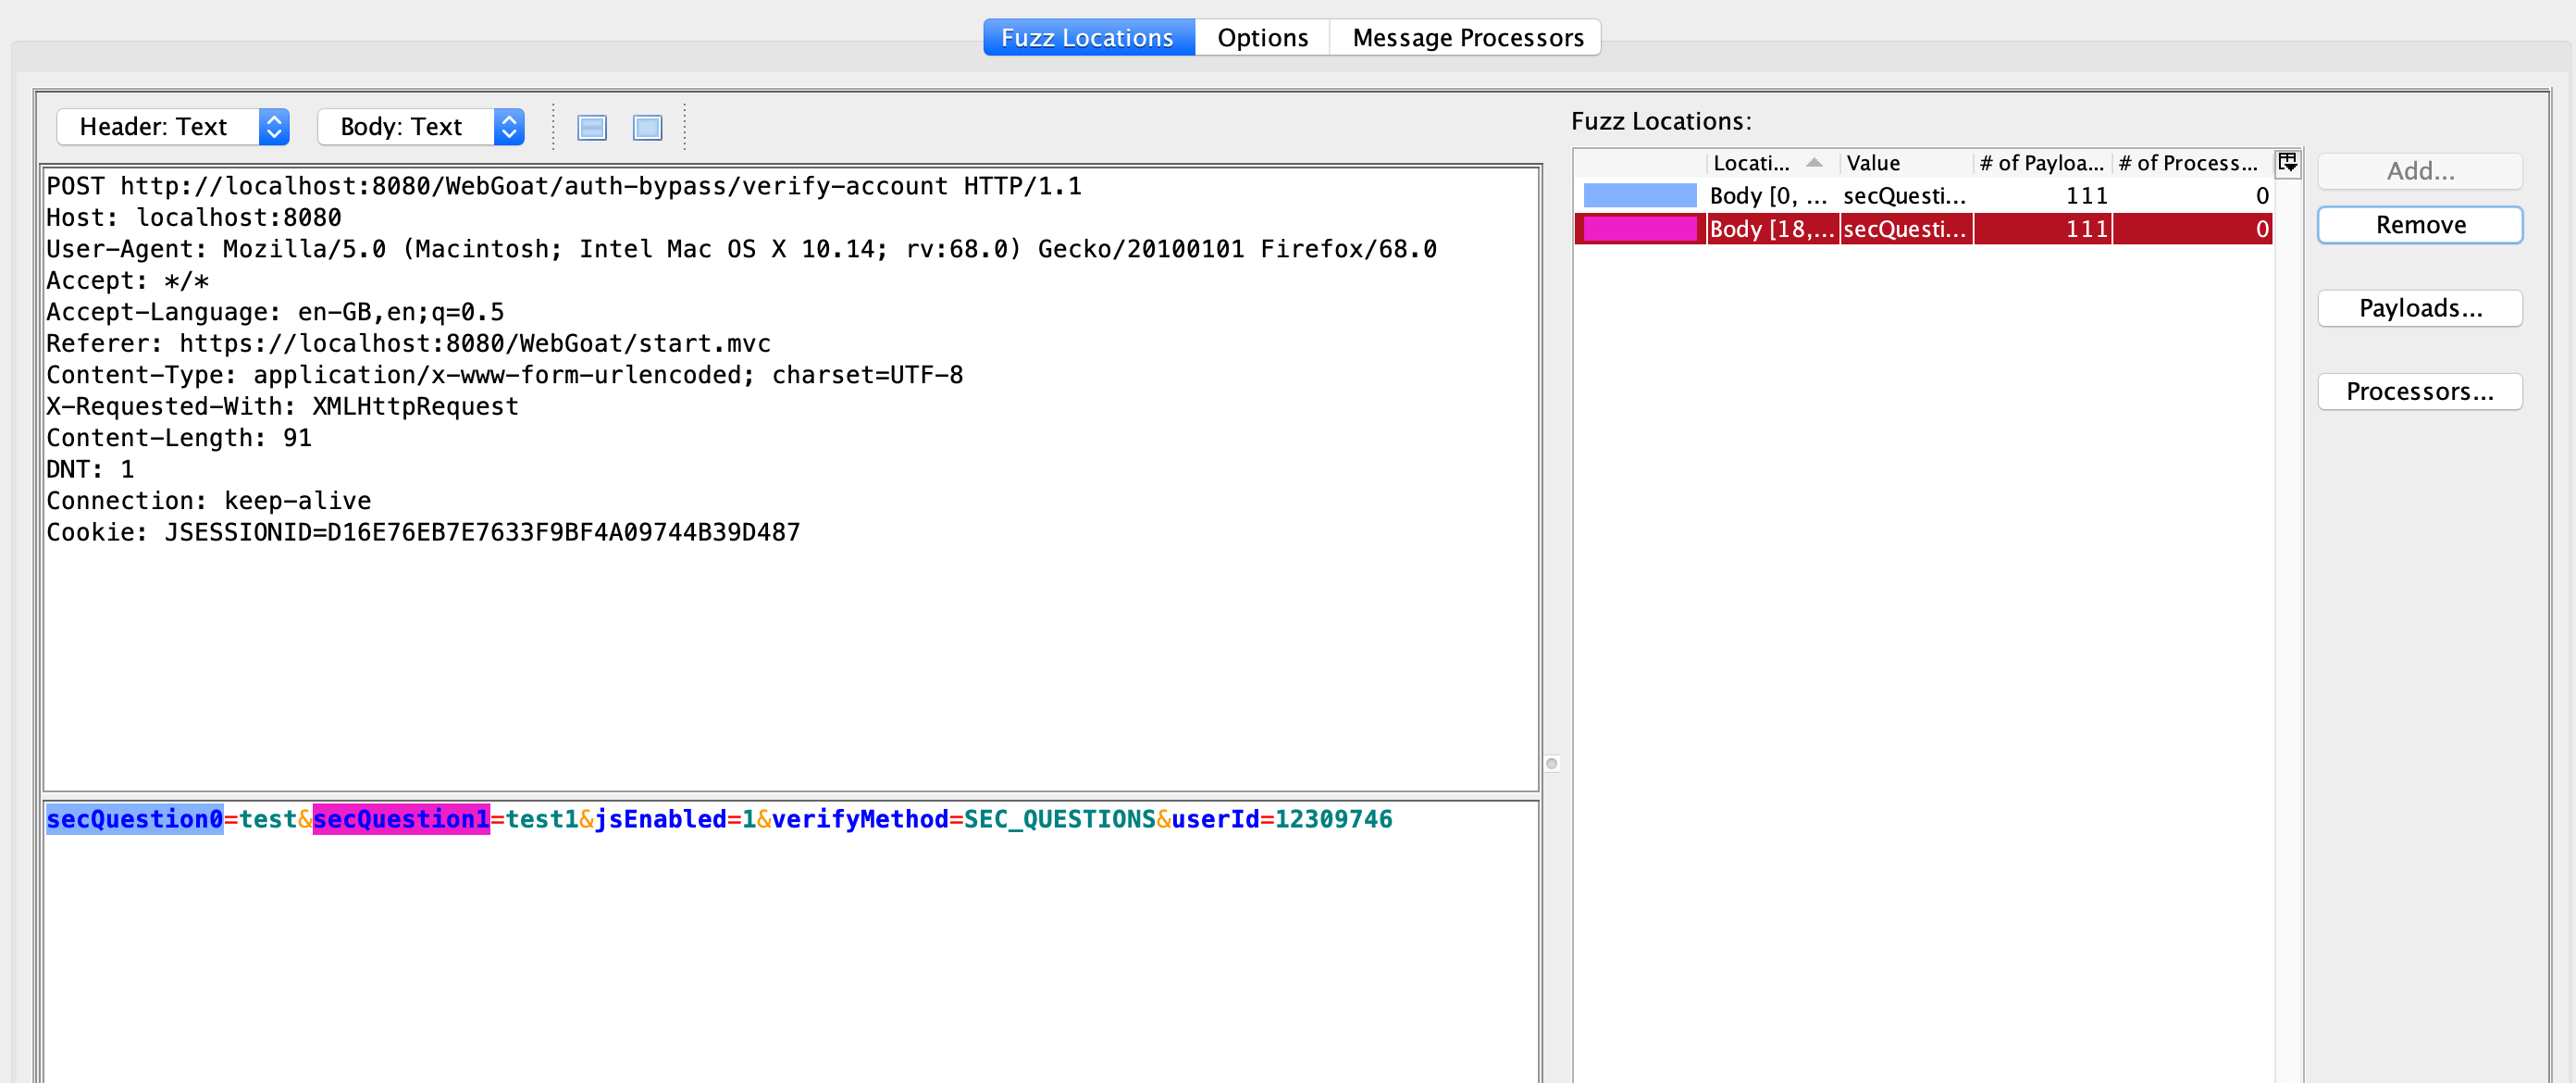 Fuzz Locations Options Message Processors
Header: Text Body: Text
Fuzz Locations:
POST http://localhost:8080/WebGoat/auth-bypass/verify-account HTTP/1.1
Host: localhost:8080
User-Agent: Mozilla/5.0 (Macintosh; Intel Mac OS X 10.14; rv:68.0) Gecko/20100101 Firefox/68.0
Accept: */*
Accept-Language: en-GB,en;q=0.5
Referer: https://localhost:8080/WebGoat/start.mvc
Content-Type: application/x-www-form-urlencoded; charset=UTF-8
X-Requested-With: XMLHttpRequest
Content-Length: 91
DNT: 1
Connection: keep-alive
Cookie: JSESSIONID=D16E76EB7E7633F9BF4A09744B39D487
secQuestion0=test&secQuestion1=test1&jsEnabled=1&verifyMethod=SEC_QUESTIONS&userId=12309746
Locati... Value # of Payloa... # of Process...
Body [0, ... secQuesti... 111 0
Body [18,... secQuesti... 111 0
Add...
Remove
Payloads...
Processors...